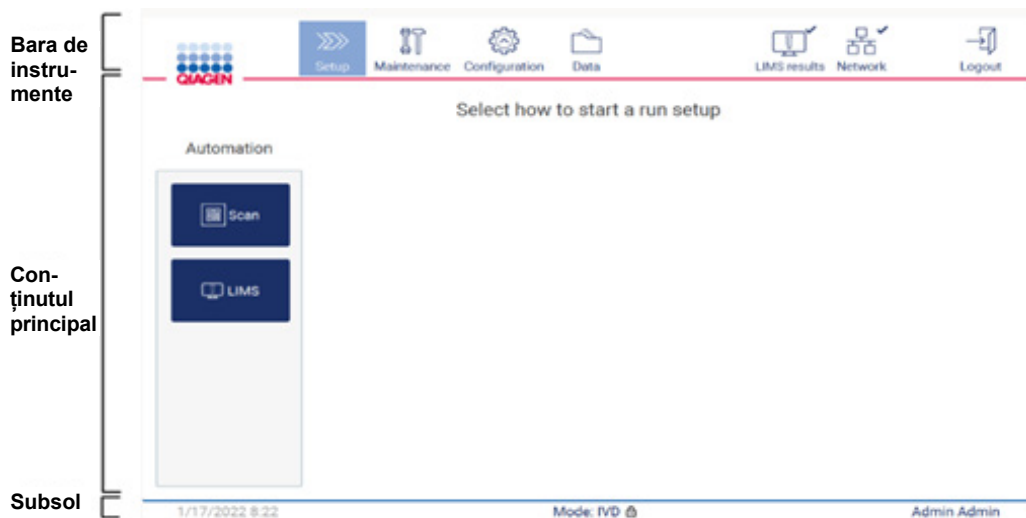 Bara de
instru-
mente
QIAGEN
Setup
Maintenance
Configuration
Data
LIMS results
Network
Logout
Select how to start a run setup
Automation
Scan
LIMS
Con-
ținutul
principal
Subsol
1/17/2022 8:22
Mode: IVD
Admin Admin